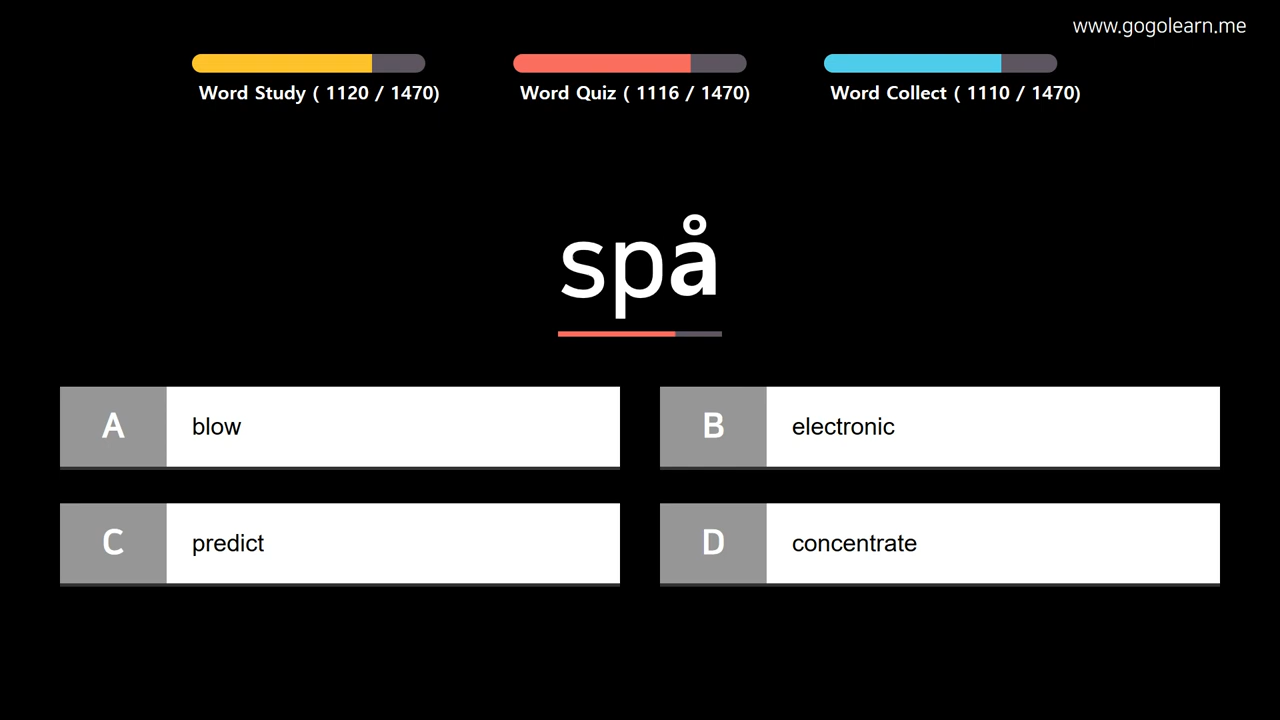 www.gogolearn.me
Word Study ( 1120 / 1470)
Word Quiz ( 1116 / 1470)
Word Collect ( 1110 / 1470)
spå
A blow
B electronic
C predict
D concentrate